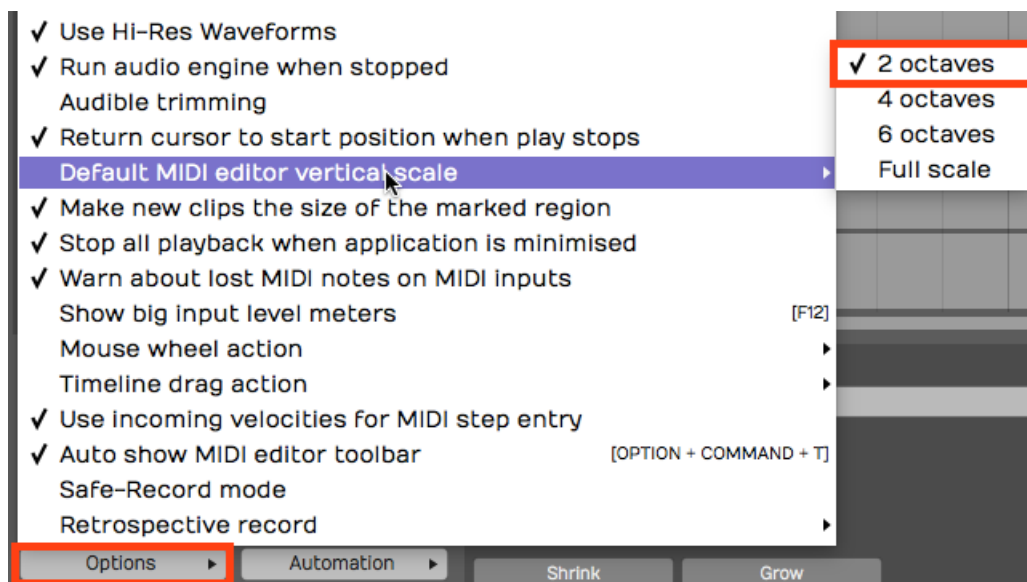 Use Hi-Res Waveforms
Run audio engine when stopped
Audible trimming
Return cursor to start position when play stops
Default MIDI editor vertical scale
Make new clips the size of the marked region
Stop all playback when application is minimised
Warn about lost MIDI notes on MIDI inputs
Show big input level meters [F12]
Mouse wheel action
Timeline drag action
Use incoming velocities for MIDI step entry
Auto show MIDI editor toolbar [OPTION + COMMAND + T]
Safe-Record mode
Retrospective record
2 octaves
4 octaves
6 octaves
Full scale
Options
Automation
Shrink
Grow